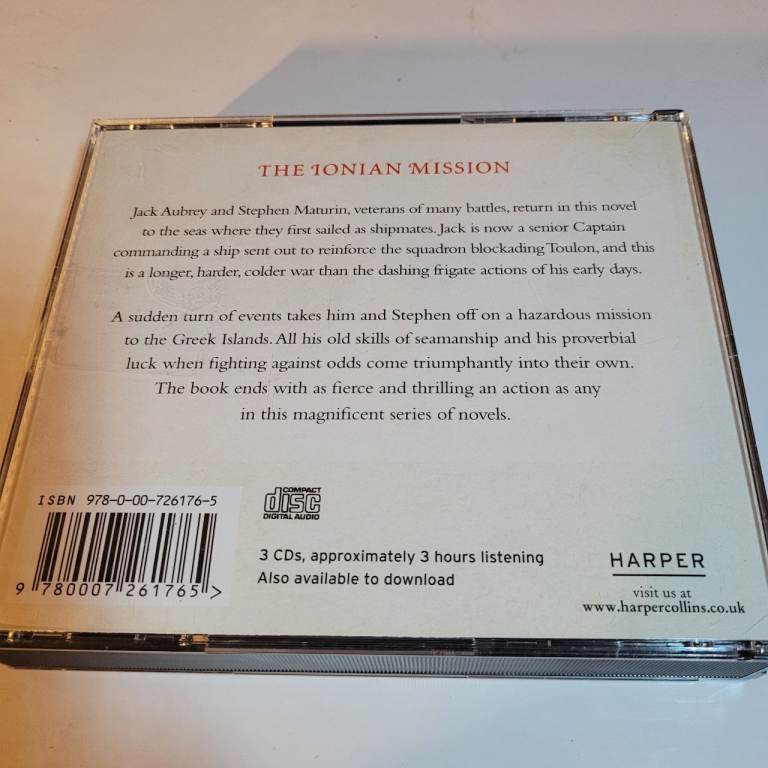 THE IONIAN MISSION
Jack Aubrey and Stephen Maturin, veterans of many battles, return in this novel
to the seas where they first sailed as shipmates. Jack is now a senior Captain
commanding a ship sent out to reinforce the squadron blockading Toulon, and this
is a longer, harder, colder war than the dashing frigate actions of his early days.
A sudden turn of events takes him and Stephen off on a hazardous mission
to the Greek Islands. All his old skills of seamanship and his proverbial
luck when fighting against odds come triumphantly into their own.
The book ends with as fierce and thrilling an action as any
in this magnificent series of novels.
ISBN 978-0-00-726176-5
9 780007 261765 >
COMPACT
disc
DIGITAL AUDIO
3 CDs, approximately 3 hours listening
Also available to download
HARPER
visit us at
www.harpercollins.co.uk